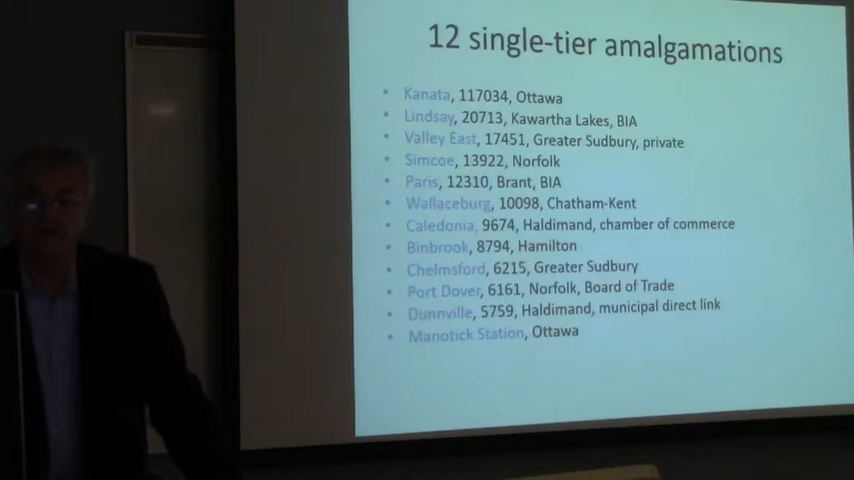 12 single-tier amalgamations
• Kanata, 117034, Ottawa
• Lindsay, 20713, Kawartha Lakes, BIA
• Valley East, 17451, Greater Sudbury, private
• Simcoe, 13922, Norfolk
• Paris, 12310, Brant, BIA
• Wallaceburg, 10098, Chatham-Kent
• Caledonia, 9674, Haldimand, chamber of commerce
• Binbrook, 8794, Hamilton
• Chelmsford, 6215, Greater Sudbury
• Port Dover, 6161, Norfolk, Board of Trade
• Dunnville, 5759, Haldimand, municipal direct link
• Manotick Station, Ottawa